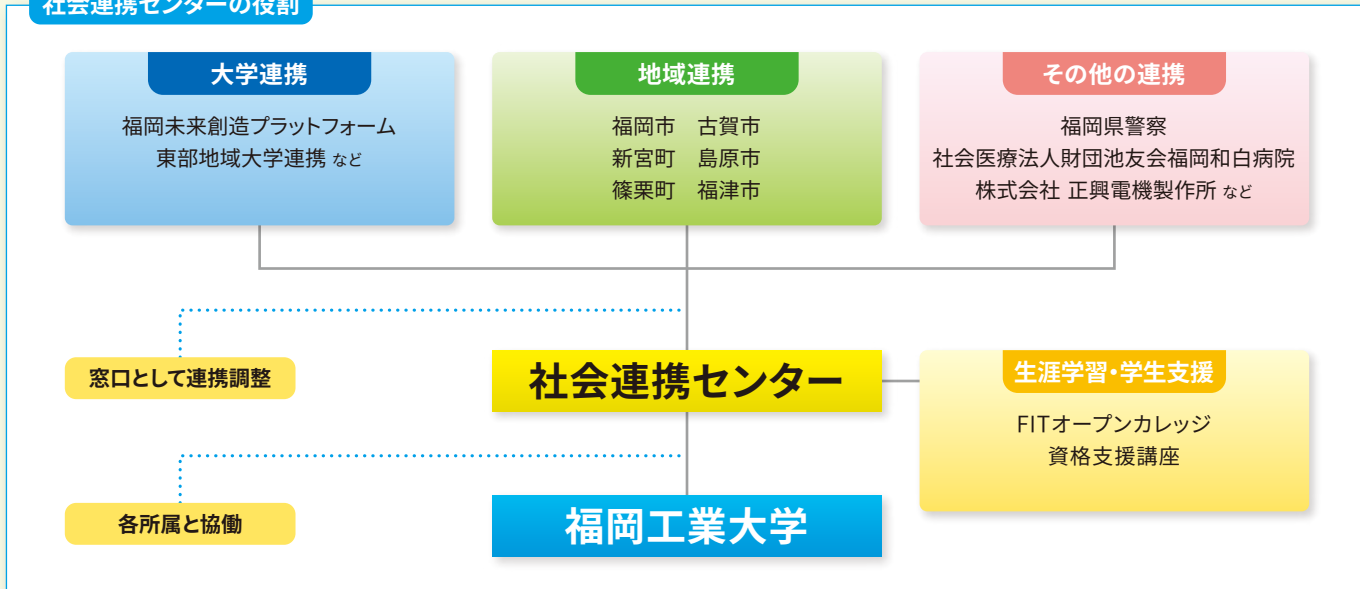 社会連携センターの役割
大学連携
福岡未来創造プラットフォーム
東部地域大学連携 など
地域連携
福岡市 古賀市
新宮町 島原市
篠栗町 福津市
その他の連携
福岡県警察
社会医療法人財団池友会福岡和白病院
株式会社 正興電機製作所 など
窓口として連携調整
社会連携センター
生涯学習・学生支援
FITオープンカレッジ
資格支援講座
各所属と協働
福岡工業大学